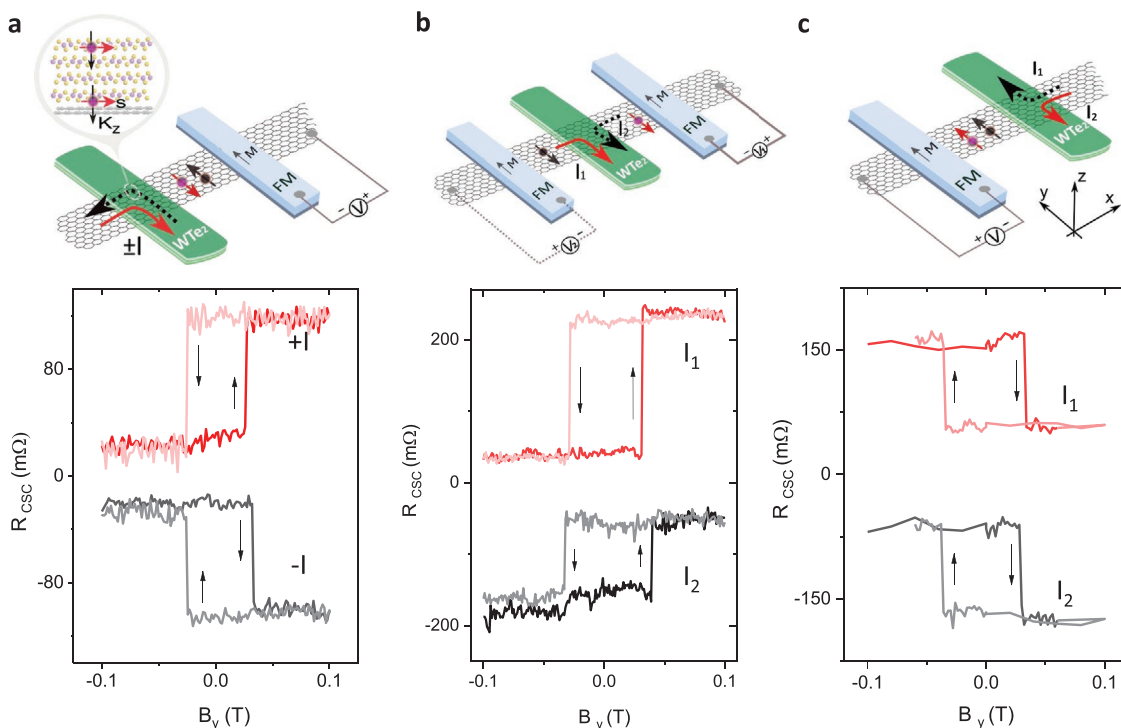 a
S
K_Z
M
FM
WTe2
±I
- V +
b
M
FM
- V1 +
I2
M
FM
WTe2
I1
+ V2 -
c
I1
I2
WTe2
M
FM
- V +
z
y
x
R_CSC (mΩ)
80
0
-80
+I
-I
-0.1
0.0
0.1
B_y (T)
R_CSC (mΩ)
200
0
-200
I1
I2
-0.1
0.0
0.1
B_y (T)
R_CSC (mΩ)
150
0
-150
I1
I2
-0.1
0.0
0.1
B_y (T)